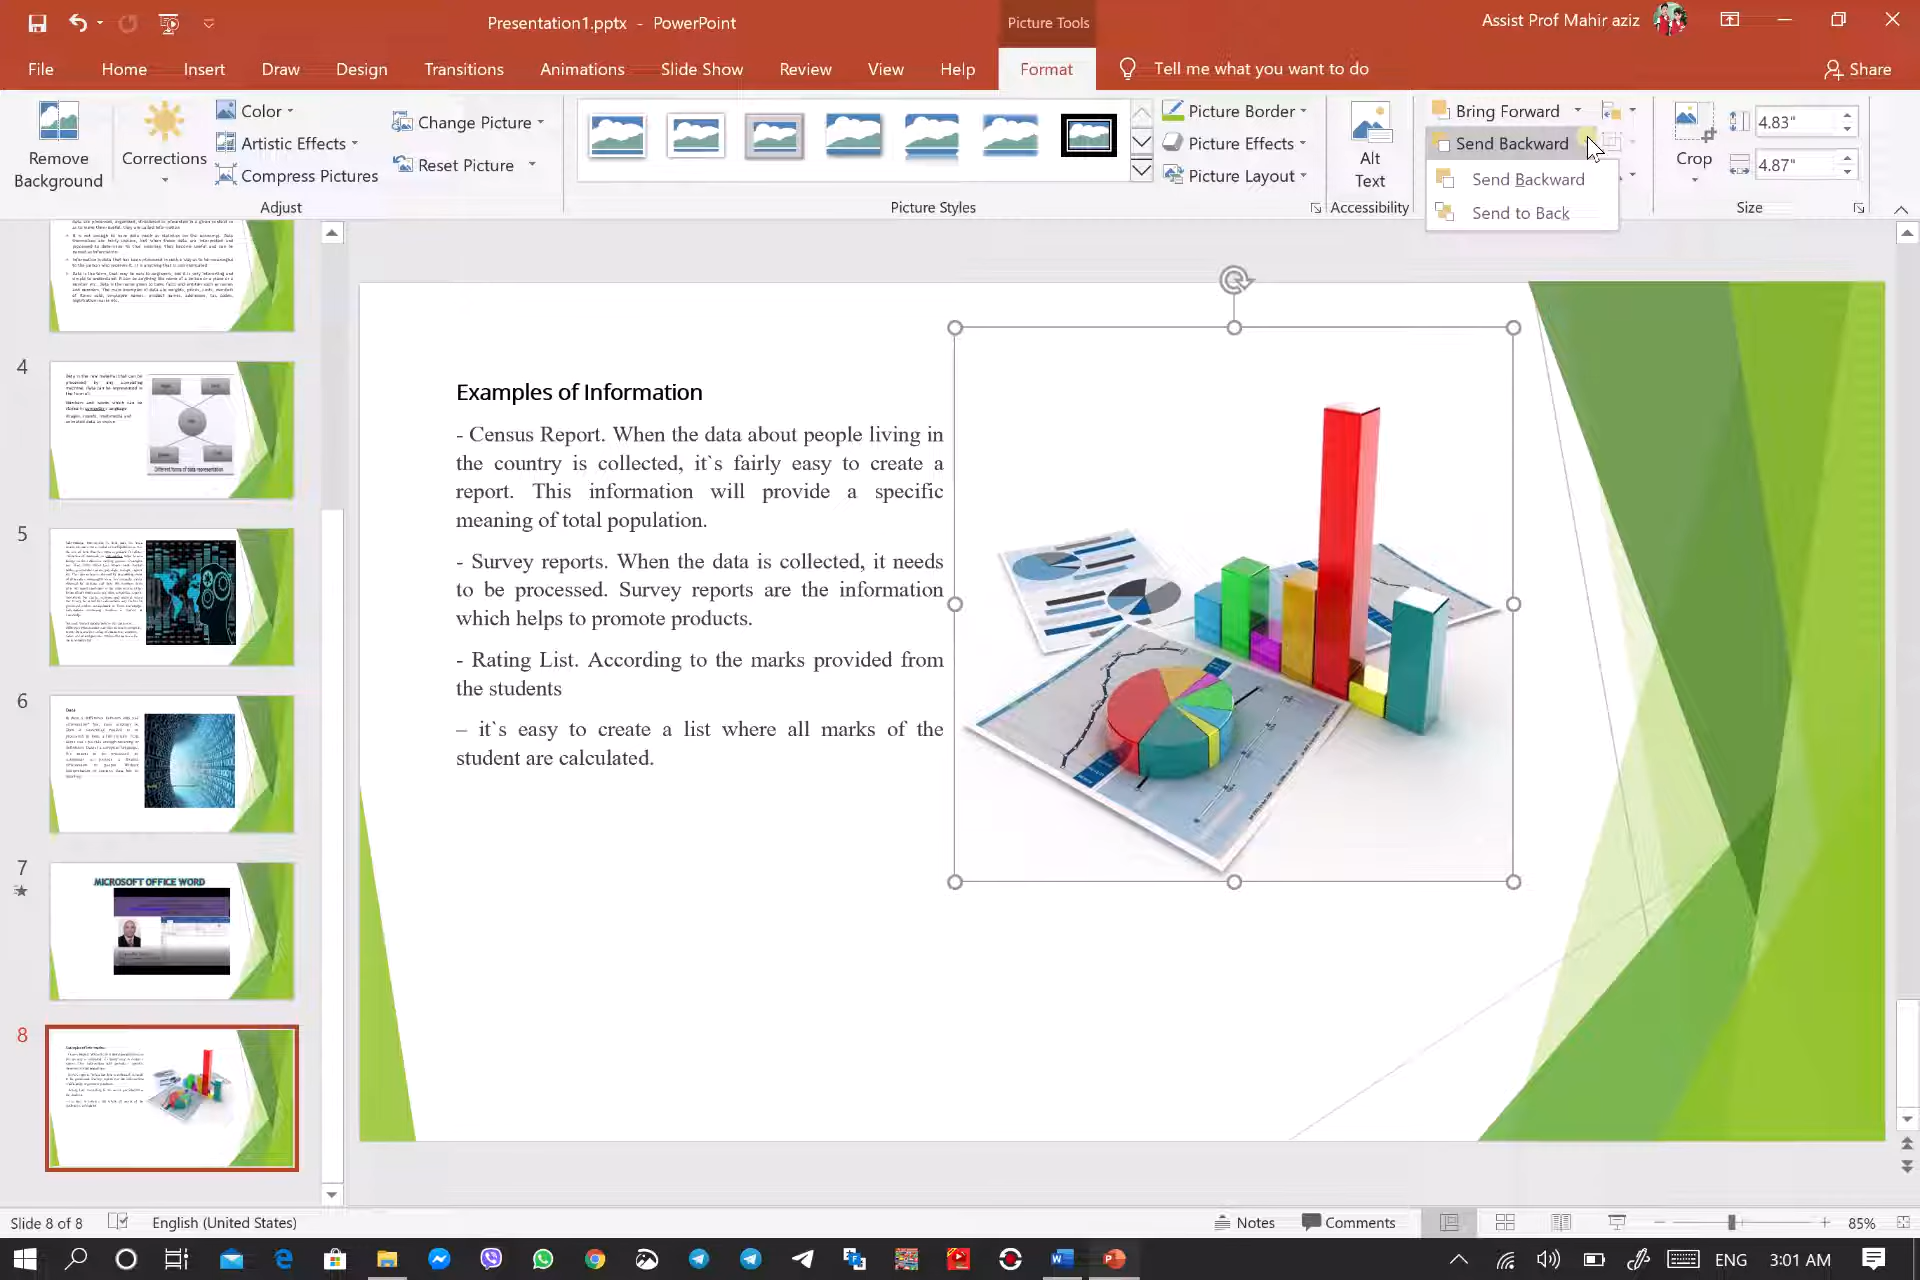 Presentation1.pptx - PowerPoint
Picture Tools
Assist Prof Mahir aziz
File Home Insert Draw Design Transitions Animations Slide Show Review View Help Format Tell me what you want to do Share
Remove Background
Corrections
Color
Artistic Effects
Compress Pictures
Change Picture
Reset Picture
Adjust
Picture Styles
Picture Border
Picture Effects
Picture Layout
Alt Text
Accessibility
Bring Forward
Send Backward
Send Backward
Send to Back
Crop
4.83"
4.87"
Size
4
Different forms of data representation
5
6
Data
7
MICROSOFT OFFICE WORD
8
Examples of Information
- Census Report. When the data about people living in
the country is collected, it`s fairly easy to create a
report. This information will provide a specific
meaning of total population.
- Survey reports. When the data is collected, it needs
to be processed. Survey reports are the information
which helps to promote products.
- Rating List. According to the marks provided from
the students
– it`s easy to create a list where all marks of the
student are calculated.
Slide 8 of 8 English (United States) Notes Comments 85%
ENG 3:01 AM